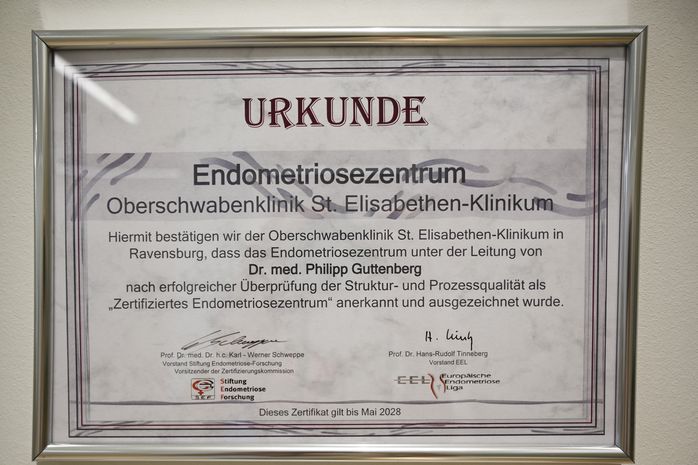 URKUNDE
Endometriosezentrum
Oberschwabenklinik St. Elisabethen-Klinikum
Hiermit bestätigen wir der Oberschwabenklinik St. Elisabethen-Klinikum in
Ravensburg, dass das Endometriosezentrum unter der Leitung von
Dr. med. Philipp Guttenberg
nach erfolgreicher Überprüfung der Struktur- und Prozessqualität als
„Zertifiziertes Endometriosezentrum" anerkannt und ausgezeichnet wurde.
Prof. Dr. med. Dr. h.c. Karl - Werner Schweppe
Vorstand Stiftung Endometriose-Forschung
Vorsitzender der Zertifizierungskommission
Prof. Dr. Hans-Rudolf Tinneberg
Vorstand EEL
S.E.F.
Stiftung
Endometriose
Forschung
EEL
Europäische
Endometriose
Liga
Dieses Zertifikat gilt bis Mai 2028